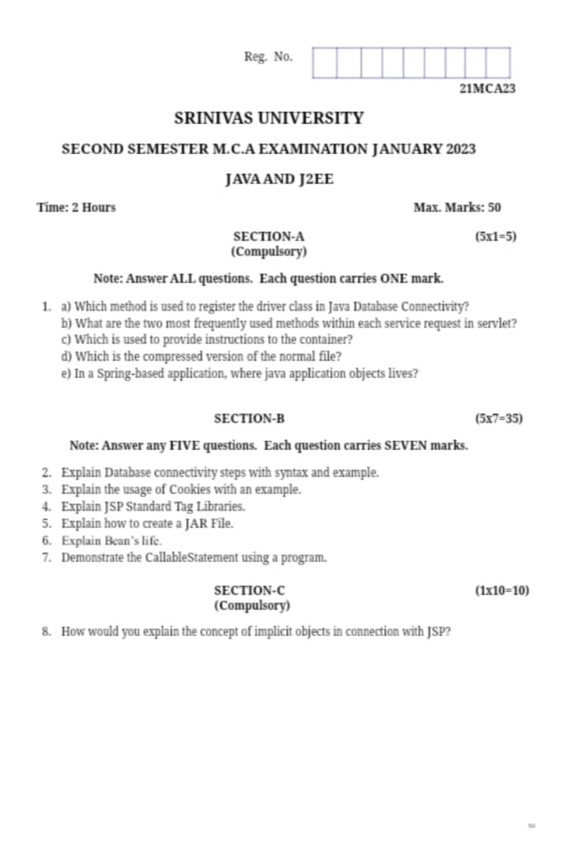 Reg. No.
21MCA23
SRINIVAS UNIVERSITY
SECOND SEMESTER M.C.A EXAMINATION JANUARY 2023
JAVA AND J2EE
Time: 2 Hours Max. Marks: 50
SECTION-A (5x1=5)
(Compulsory)
Note: Answer ALL questions. Each question carries ONE mark.
1. a) Which method is used to register the driver class in Java Database Connectivity?
b) What are the two most frequently used methods within each service request in servlet?
c) Which is used to provide instructions to the container?
d) Which is the compressed version of the normal file?
e) In a Spring-based application, where java application objects lives?
SECTION-B (5x7=35)
Note: Answer any FIVE questions. Each question carries SEVEN marks.
2. Explain Database connectivity steps with syntax and example.
3. Explain the usage of Cookies with an example.
4. Explain JSP Standard Tag Libraries.
5. Explain how to create a JAR File.
6. Explain Bean's life.
7. Demonstrate the CallableStatement using a program.
SECTION-C (1x10=10)
(Compulsory)
8. How would you explain the concept of implicit objects in connection with JSP?